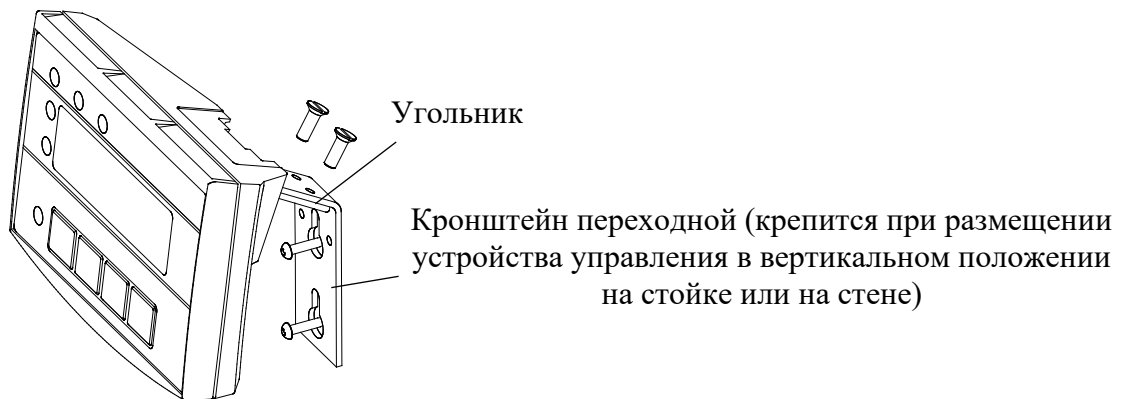 Угольник
Кронштейн переходной (крепится при размещении
устройства управления в вертикальном положении
на стойке или на стене)